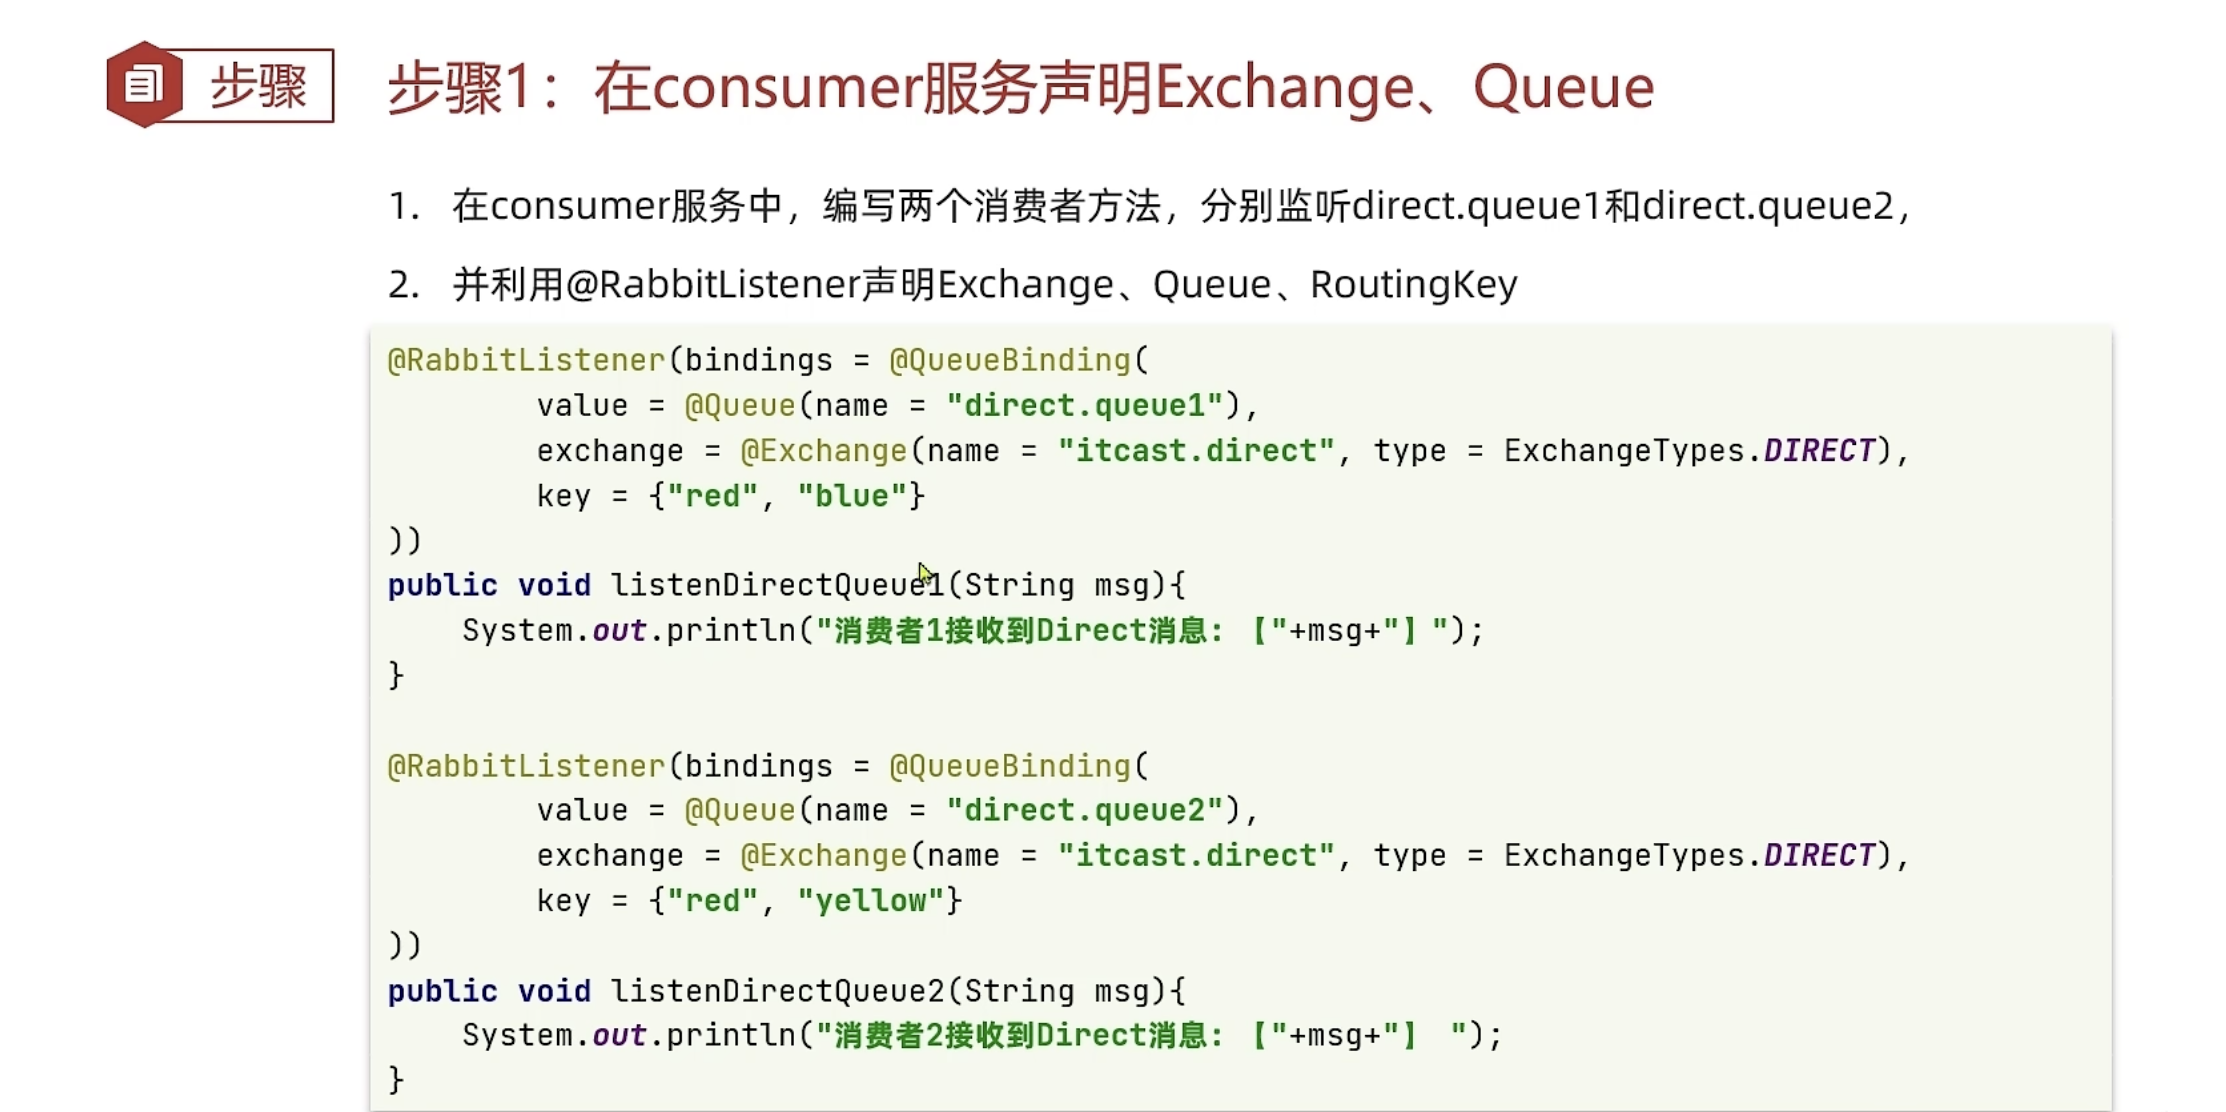 步骤
步骤1：在consumer服务声明Exchange、Queue
1. 在consumer服务中，编写两个消费者方法，分别监听direct.queue1和direct.queue2，
2. 并利用@RabbitListener声明Exchange、Queue、RoutingKey
@RabbitListener(bindings = @QueueBinding(
        value = @Queue(name = "direct.queue1"),
        exchange = @Exchange(name = "itcast.direct", type = ExchangeTypes.DIRECT),
        key = {"red", "blue"}
))
public void listenDirectQueue1(String msg){
    System.out.println("消费者1接收到Direct消息：【"+msg+"】");
}
@RabbitListener(bindings = @QueueBinding(
        value = @Queue(name = "direct.queue2"),
        exchange = @Exchange(name = "itcast.direct", type = ExchangeTypes.DIRECT),
        key = {"red", "yellow"}
))
public void listenDirectQueue2(String msg){
    System.out.println("消费者2接收到Direct消息：【"+msg+"】 ");
}